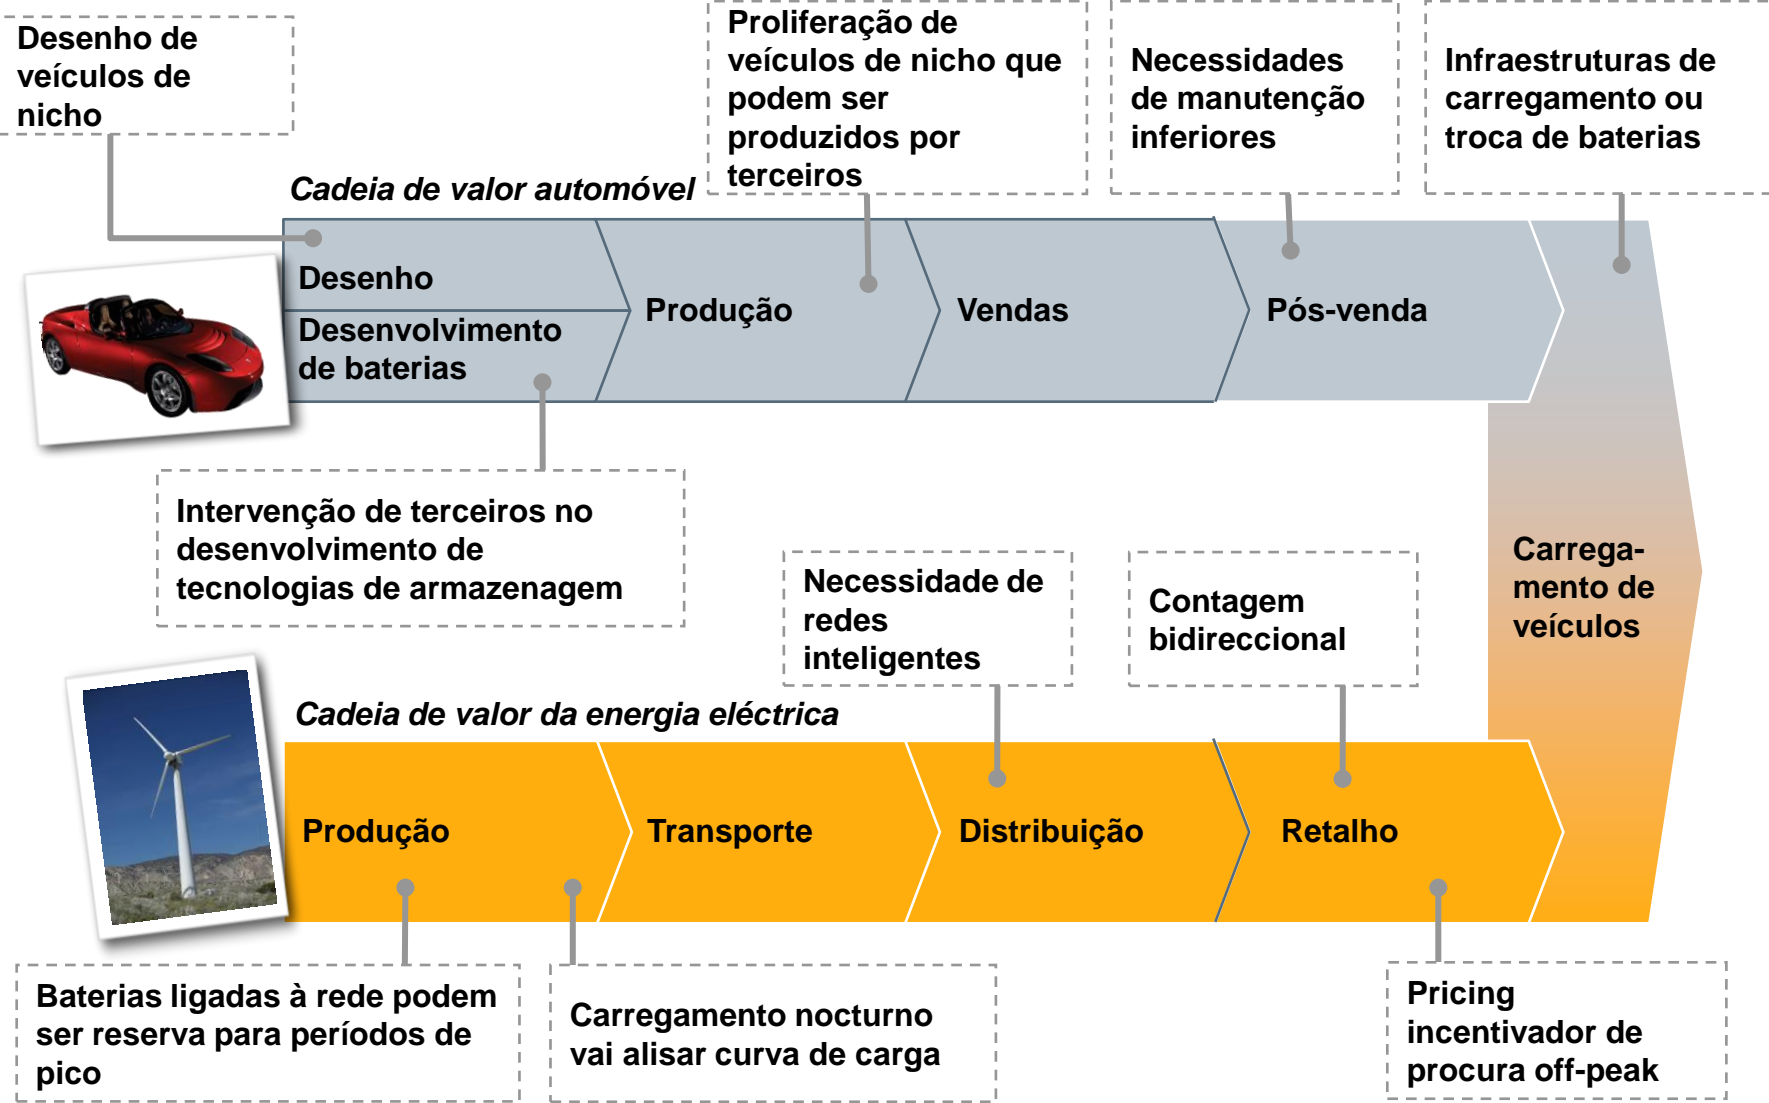 Desenho de
veículos de
nicho
Proliferação de
veículos de nicho que
podem ser
produzidos por
terceiros
Necessidades
de manutenção
inferiores
Infraestruturas de
carregamento ou
troca de baterias
Cadeia de valor automóvel
Desenho
Desenvolvimento
de baterias
Produção
Vendas
Pós-venda
Intervenção de terceiros no
desenvolvimento de
tecnologias de armazenagem
Necessidade de
redes
inteligentes
Contagem
bidireccional
Carrega-
mento de
veículos
Cadeia de valor da energia eléctrica
Produção
Transporte
Distribuição
Retalho
Baterias ligadas à rede podem
ser reserva para períodos de
pico
Carregamento nocturno
vai alisar curva de carga
Pricing
incentivador de
procura off-peak